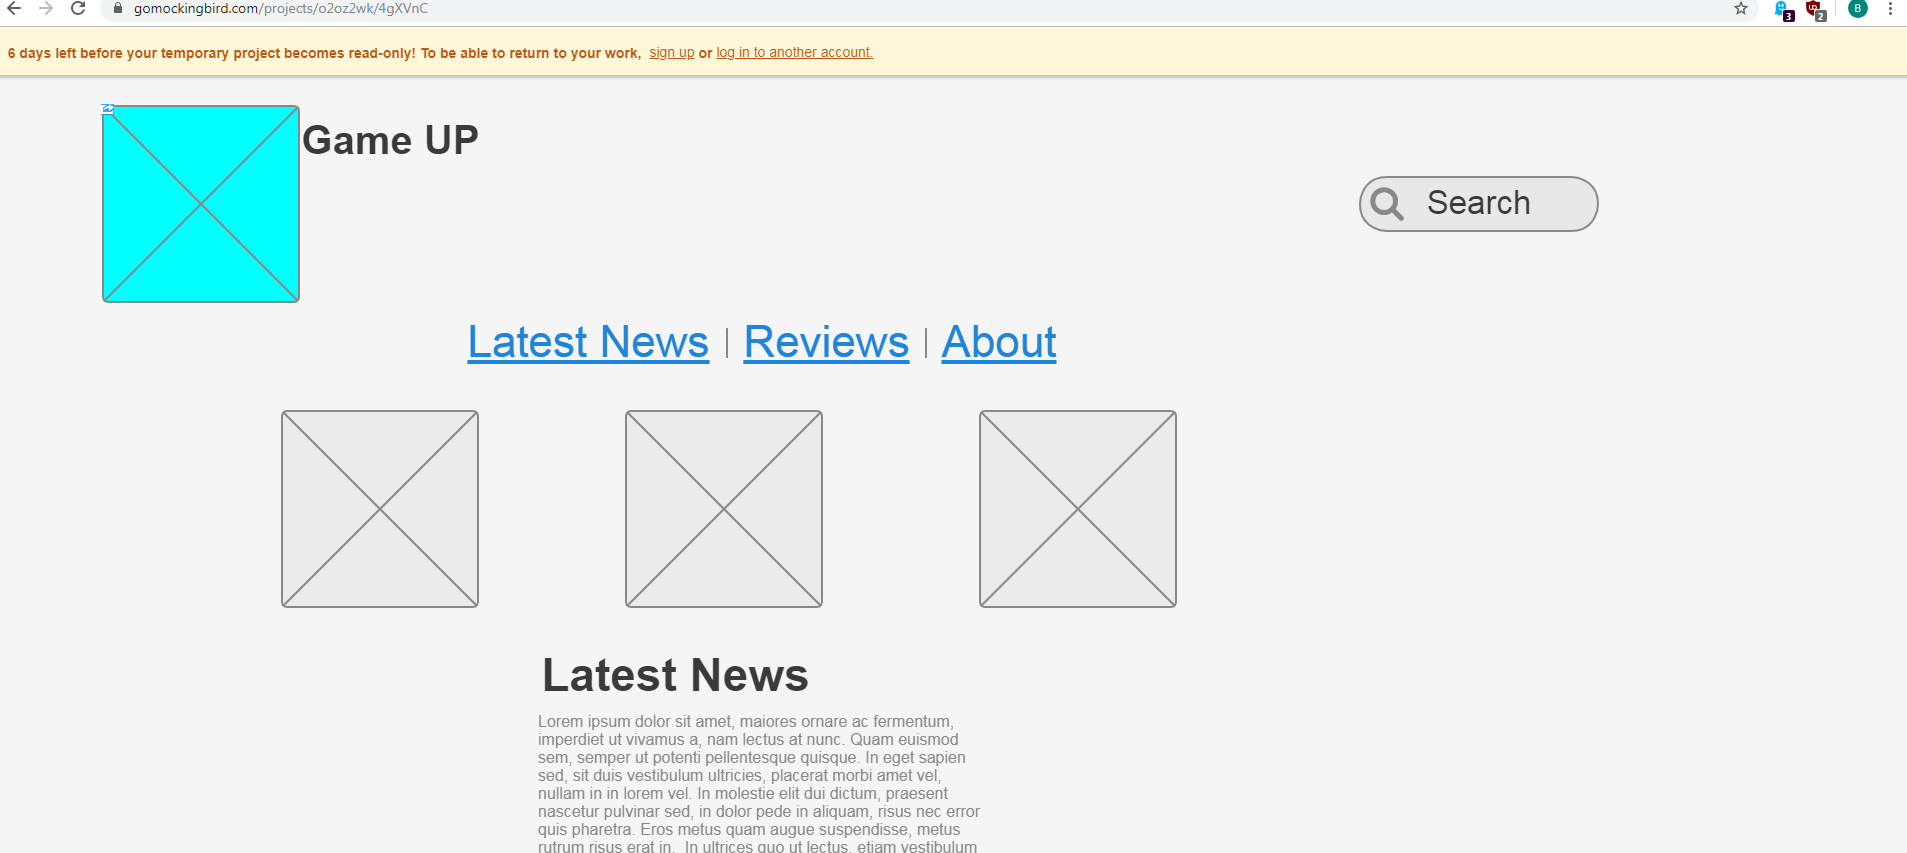 gomockingbird.com/projects/o2oz2wk/4gXVnC
3
2
B
6 days left before your temporary project becomes read-only! To be able to return to your work, sign up or log in to another account.
Game UP
Search
Latest News | Reviews | About
Latest News
Lorem ipsum dolor sit amet, maiores ornare ac fermentum,
imperdiet ut vivamus a, nam lectus at nunc. Quam euismod
sem, semper ut potenti pellentesque quisque. In eget sapien
sed, sit duis vestibulum ultricies, placerat morbi amet vel,
nullam in in lorem vel. In molestie elit dui dictum, praesent
nascetur pulvinar sed, in dolor pede in aliquam, risus nec error
quis pharetra. Eros metus quam augue suspendisse, metus
rutrum risus erat in.  In ultrices quo ut lectus, etiam vestibulum